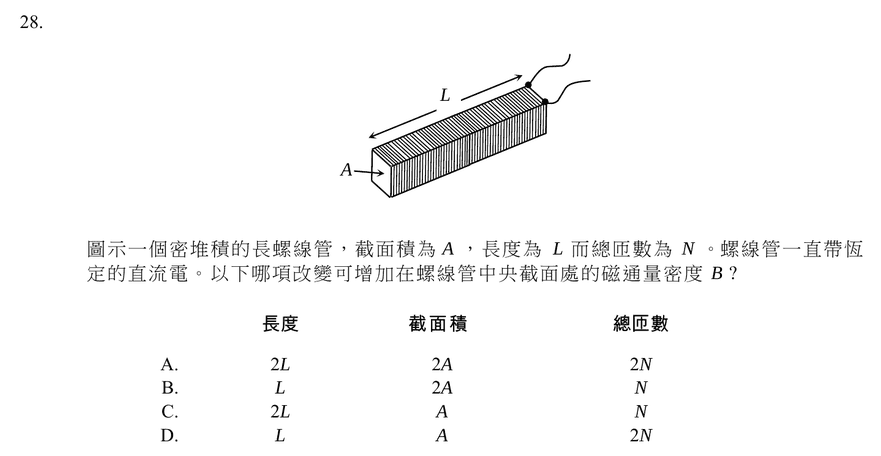 28.
L
A
圖示一個密堆積的長螺線管，截面積為 A ，長度為 L 而總匝數為 N 。螺線管一直帶恆
定的直流電。以下哪項改變可增加在螺線管中央截面處的磁通量密度 B？
長度 截面積 總匝數
A. 2L 2A 2N
B. L 2A N
C. 2L A N
D. L A 2N